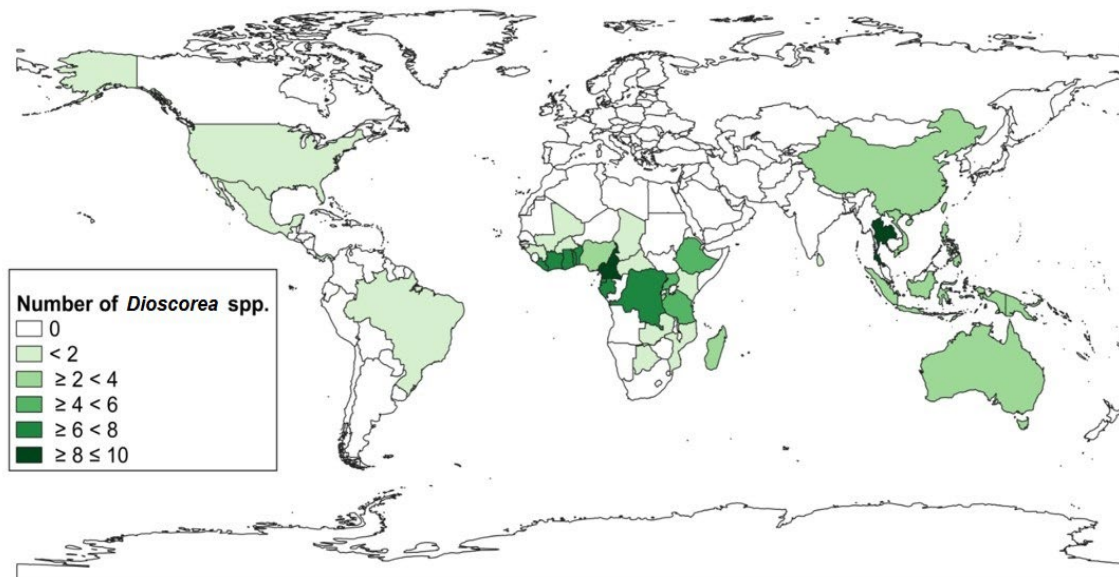 Number of Dioscorea spp.
0
< 2
≥ 2 < 4
≥ 4 < 6
≥ 6 < 8
≥ 8 ≤ 10